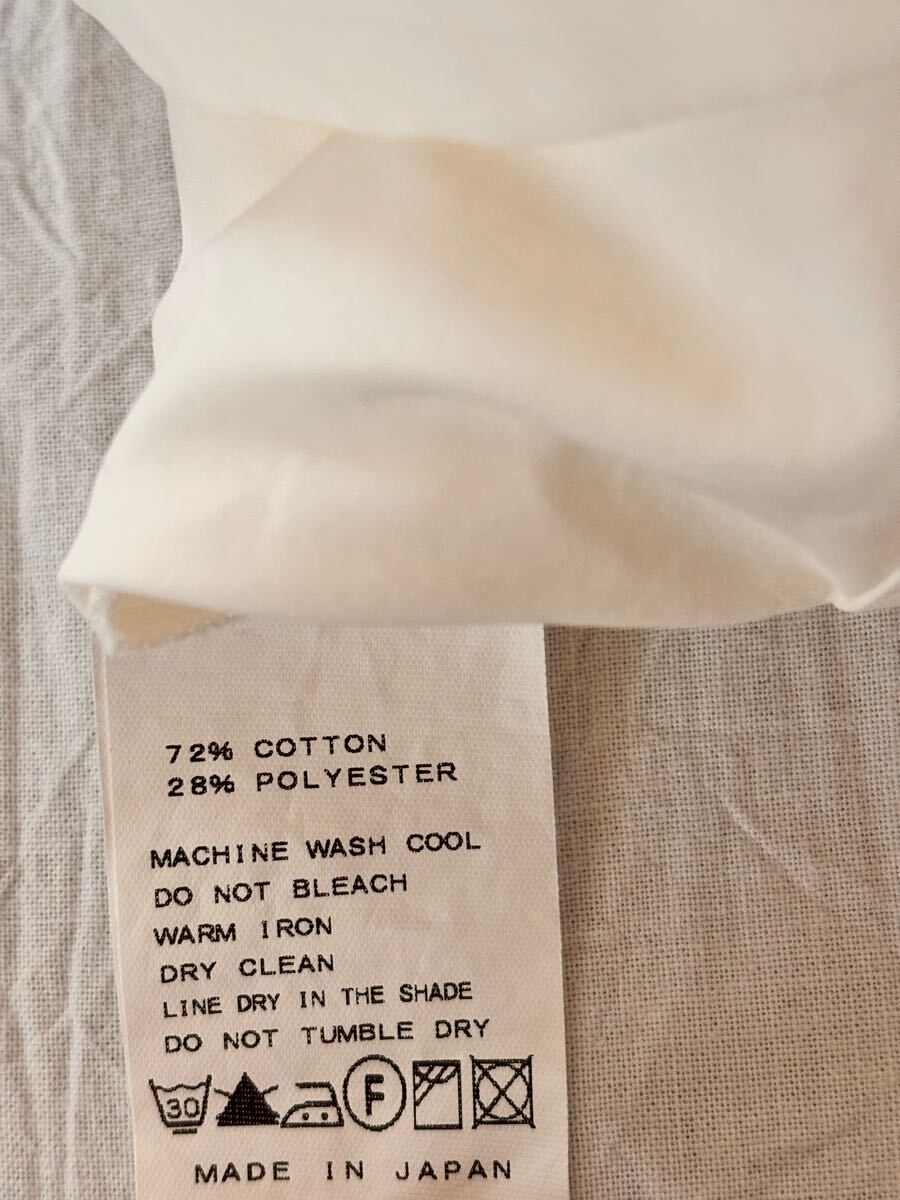 72% COTTON
28% POLYESTER
MACHINE WASH COOL
DO NOT BLEACH
WARM IRON
DRY CLEAN
LINE DRY IN THE SHADE
DO NOT TUMBLE DRY
30 F
MADE IN JAPAN